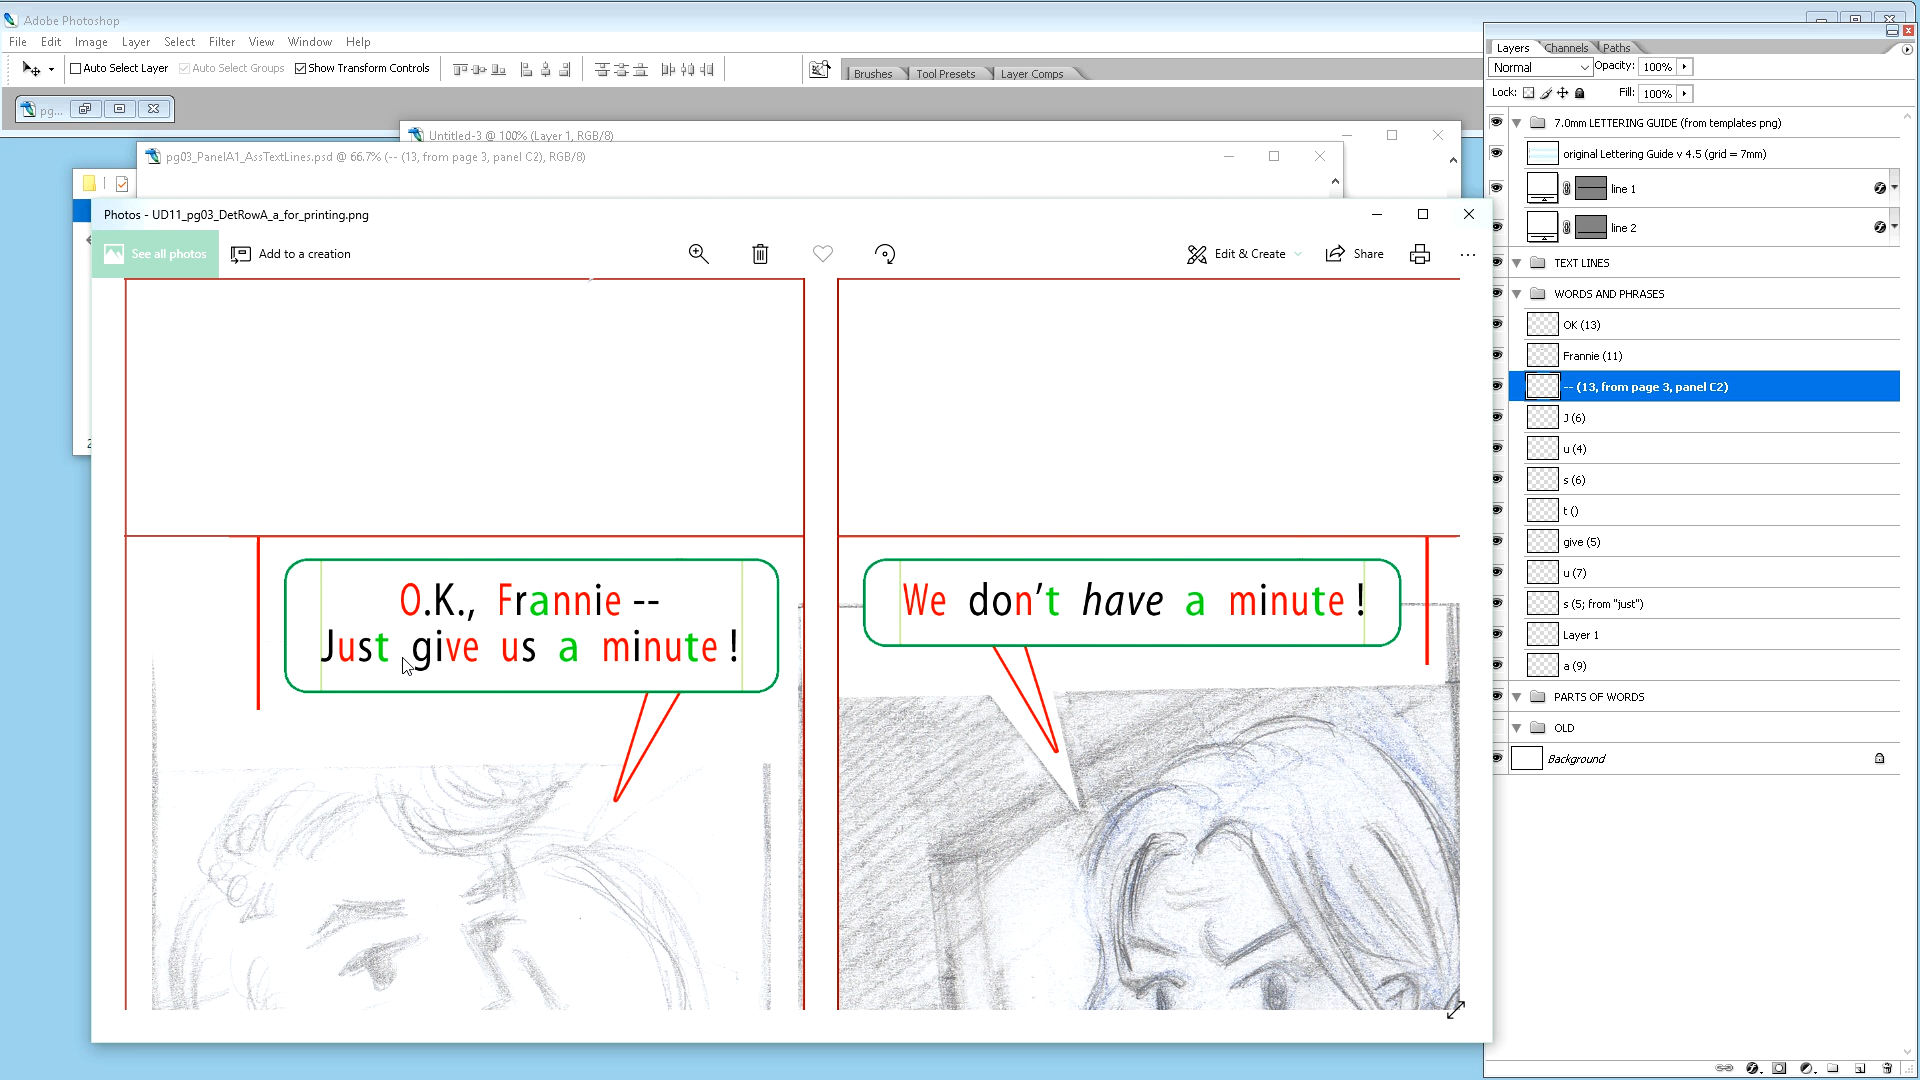 Adobe Photoshop
File Edit Image Layer Select Filter View Window Help
Auto Select Layer Auto Select Groups Show Transform Controls
Brushes Tool Presets Layer Comps
pg...
Untitled-3 @ 100% (Layer 1, RGB/8)
pg03_PanelA1_AssTextLines.psd @ 66.7% (-- (13, from page 3, panel C2), RGB/8)
Photos - UD11_pg03_DetRowA_a_for_printing.png
See all photos Add to a creation Edit & Create Share
O.K., Frannie --
Just give us a minute !
We don't have a minute !
Layers Channels Paths
Normal Opacity: 100%
Lock: Fill: 100%
7.0mm LETTERING GUIDE (from templates png)
original Lettering Guide v 4.5 (grid = 7mm)
line 1
line 2
TEXT LINES
WORDS AND PHRASES
OK (13)
Frannie (11)
-- (13, from page 3, panel C2)
J (6)
u (4)
s (6)
t ()
give (5)
u (7)
s (5; from "just")
Layer 1
a (9)
PARTS OF WORDS
OLD
Background